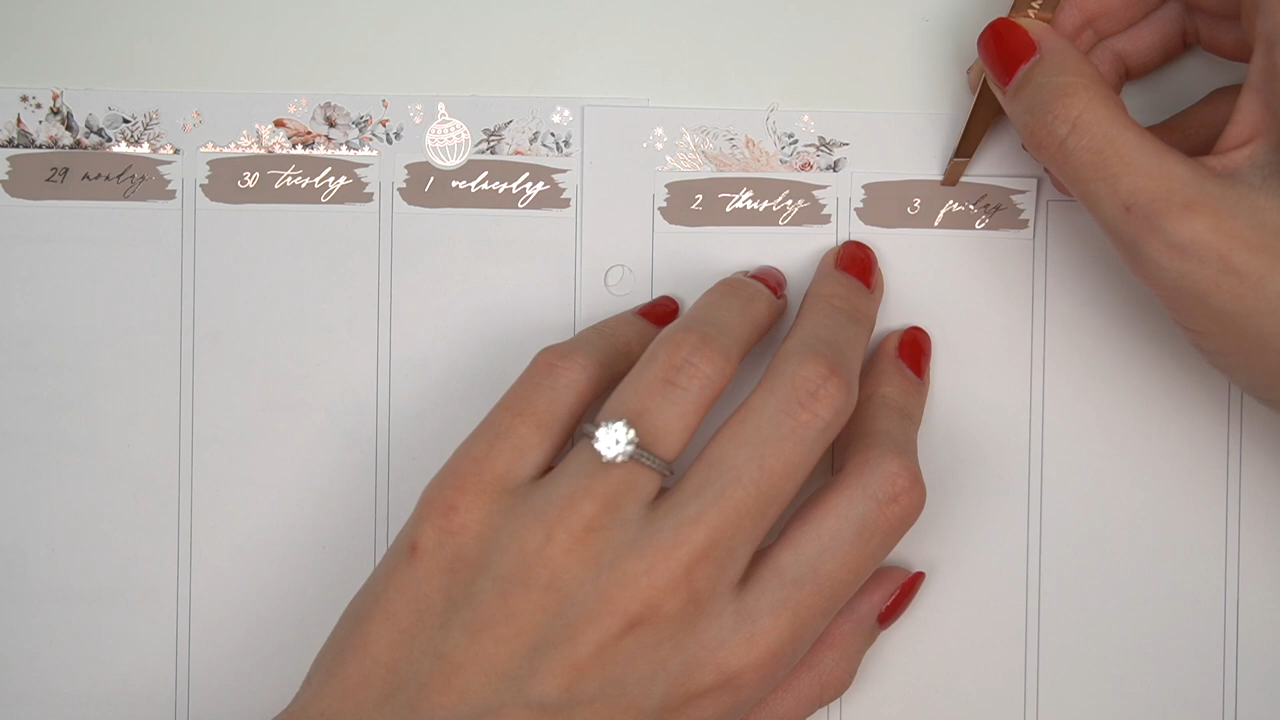 29 monday
30 tuesday
1 wednesday
2 thursday
3 friday